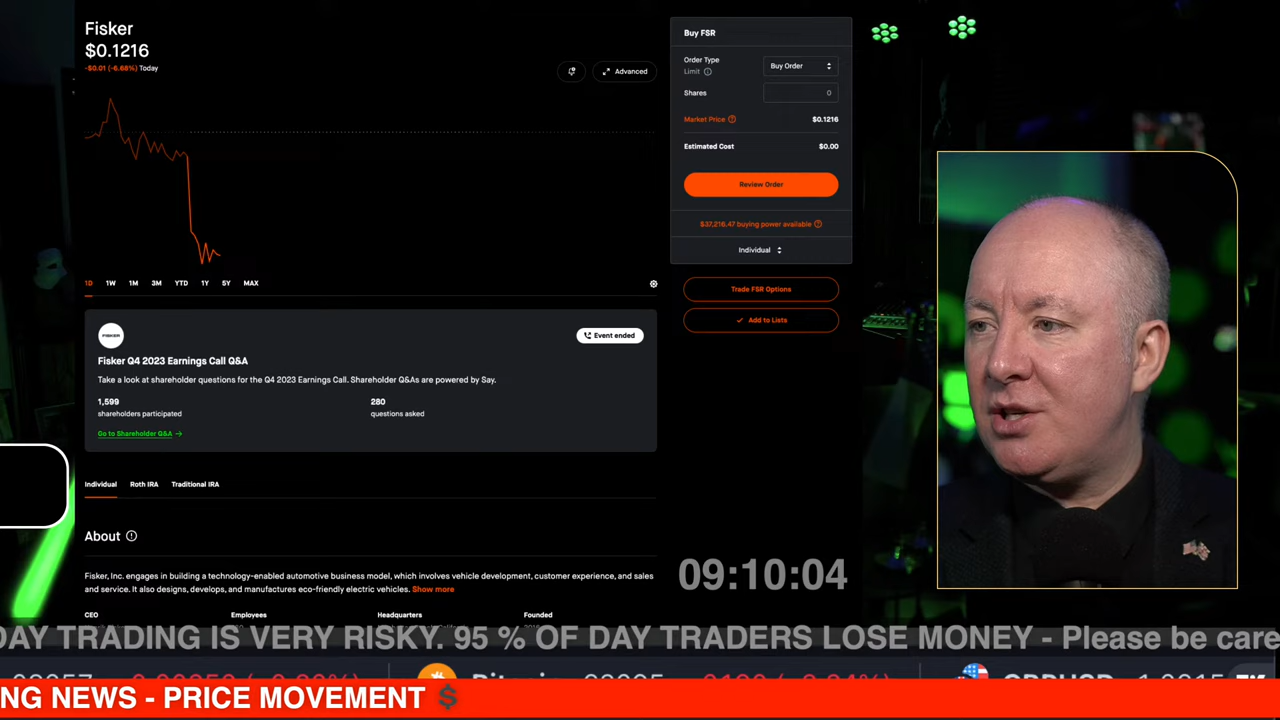 Fisker
$0.1216
-$0.01 (-6.68%) Today
Advanced
1D 1W 1M 3M YTD 1Y 5Y MAX
FISKER
Event ended
Fisker Q4 2023 Earnings Call Q&A
Take a look at shareholder questions for the Q4 2023 Earnings Call. Shareholder Q&As are powered by Say.
1,599 280
shareholders participated questions asked
Go to Shareholder Q&A →
Individual Roth IRA Traditional IRA
About
Fisker, Inc. engages in building a technology-enabled automotive business model, which involves vehicle development, customer experience, and sales
and service. It also designs, develops, and manufactures eco-friendly electric vehicles. Show more
CEO Employees Headquarters Founded
Buy FSR
Order Type Buy Order
Limit
Shares 0
Market Price $0.1216
Estimated Cost $0.00
Review Order
$37,216.47 buying power available
Individual
Trade FSR Options
Add to Lists
09:10:04
DAY TRADING IS VERY RISKY. 95 % OF DAY TRADERS LOSE MONEY - Please be care
NG NEWS - PRICE MOVEMENT